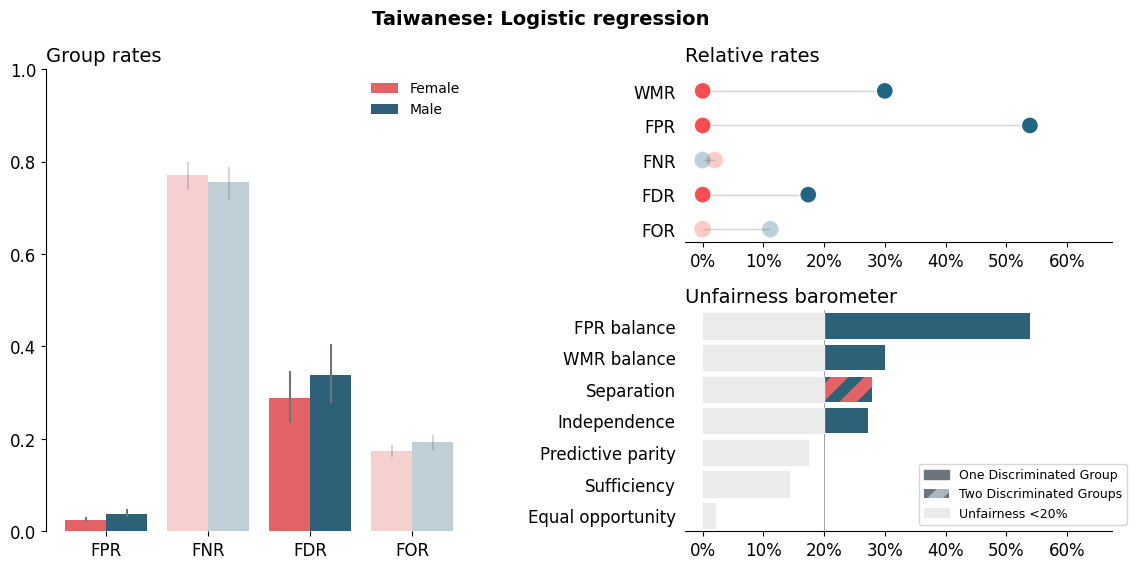 Taiwanese: Logistic regression
Group rates
1.0
0.8
0.6
0.4
0.2
0.0
FPR
FNR
FDR
FOR
Female
Male
Relative rates
WMR
FPR
FNR
FDR
FOR
0%
10%
20%
30%
40%
50%
60%
Unfairness barometer
FPR balance
WMR balance
Separation
Independence
Predictive parity
Sufficiency
Equal opportunity
One Discriminated Group
Two Discriminated Groups
Unfairness <20%
0%
10%
20%
30%
40%
50%
60%